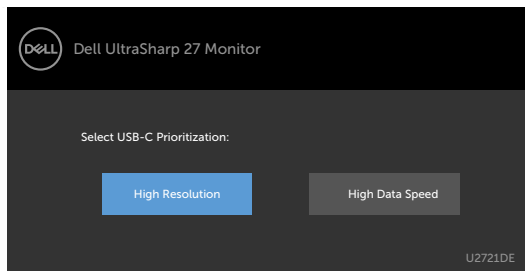 DELL
Dell UltraSharp 27 Monitor
Select USB-C Prioritization:
High Resolution
High Data Speed
U2721DE